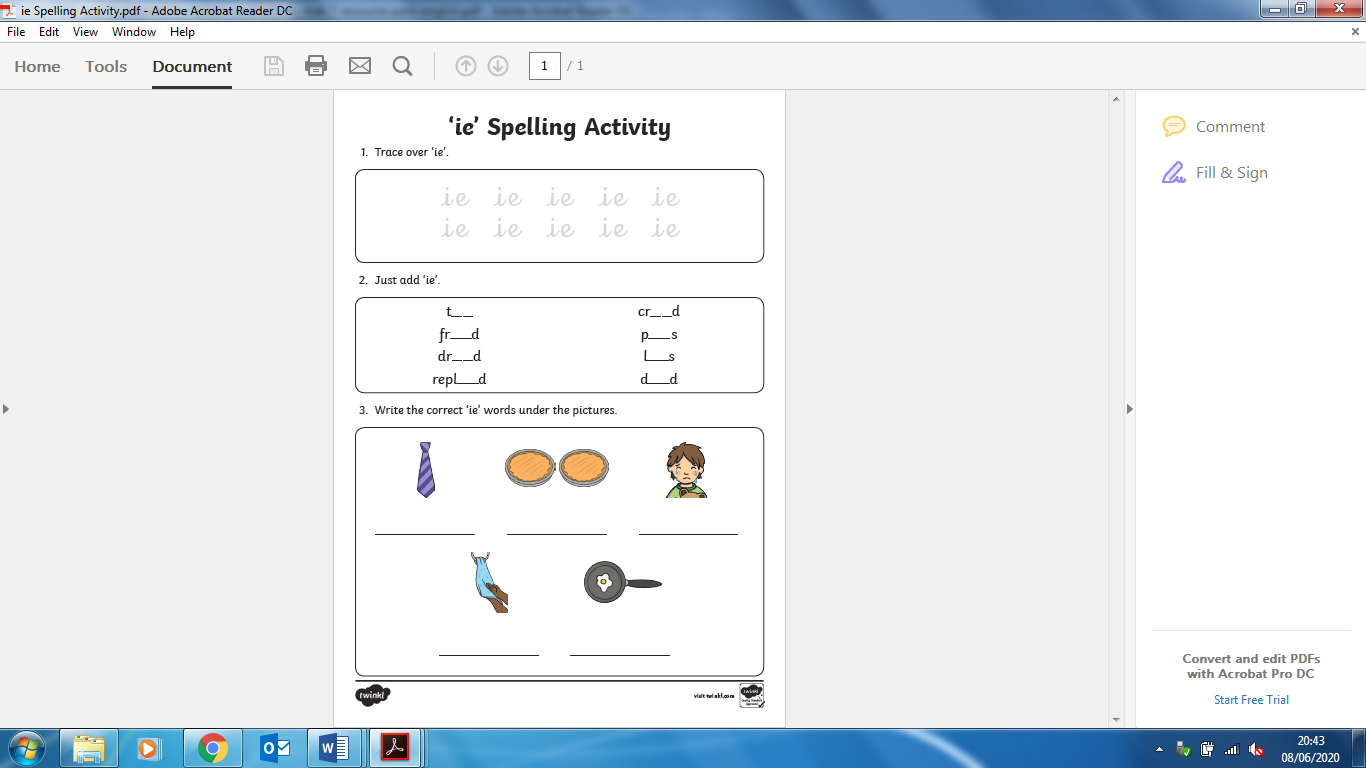 ie Spelling Activity.pdf - Adobe Acrobat Reader DC
File Edit View Window Help
Home Tools Document 1 / 1
'ie' Spelling Activity
1. Trace over 'ie'.
ie ie ie ie ie
ie ie ie ie ie
2. Just add 'ie'.
t__ cr__d
fr__d p__s
dr__d l__s
repl__d d__d
3. Write the correct 'ie' words under the pictures.
twinkl
visit twinkl.com
twinkl
Comment
Fill & Sign
Convert and edit PDFs
with Acrobat Pro DC
Start Free Trial
20:43
08/06/2020